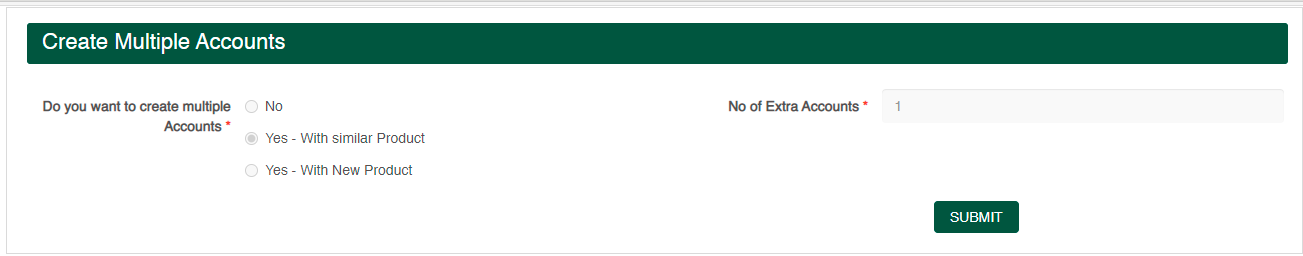 Create Multiple Accounts
Do you want to create multiple
Accounts *
No
Yes - With similar Product
Yes - With New Product
No of Extra Accounts *
1
SUBMIT